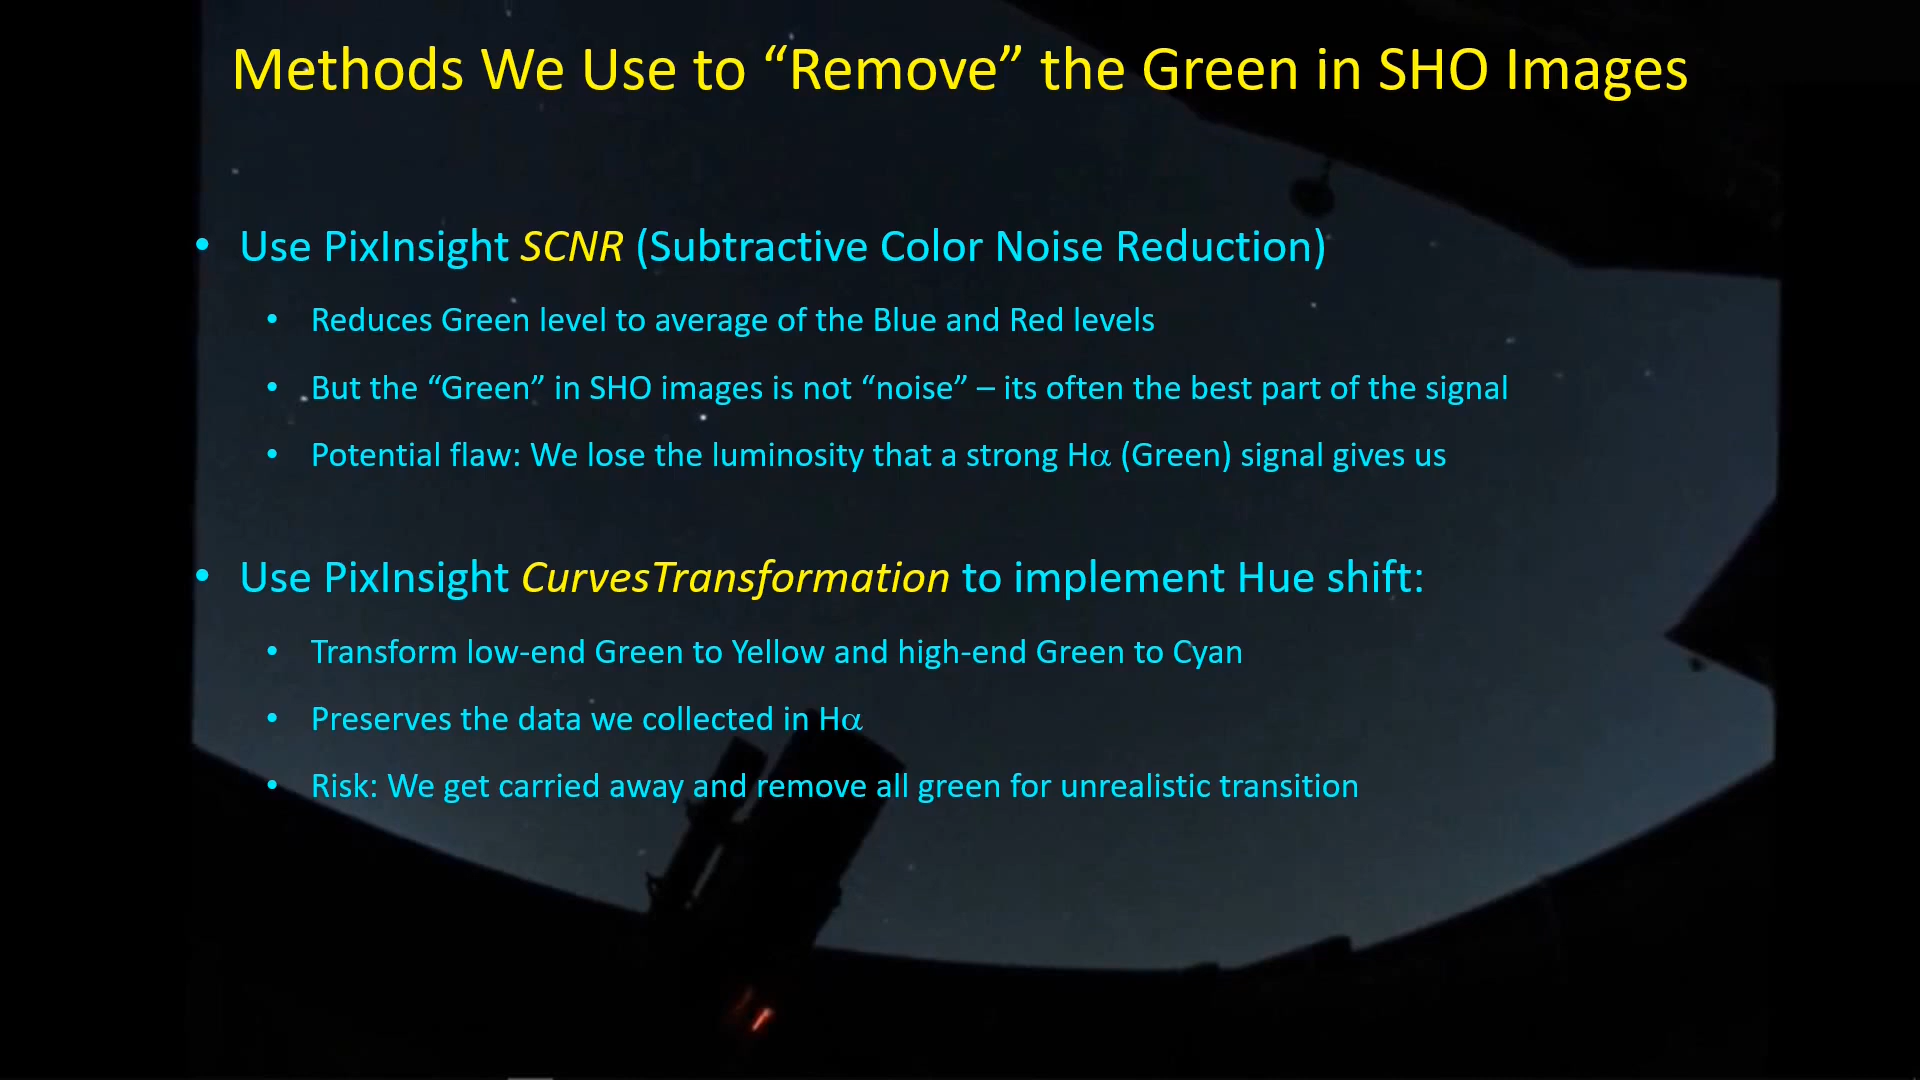 Methods We Use to “Remove” the Green in SHO Images
• Use PixInsight SCNR (Subtractive Color Noise Reduction)
• Reduces Green level to average of the Blue and Red levels
• But the “Green” in SHO images is not “noise” – its often the best part of the signal
• Potential flaw: We lose the luminosity that a strong Hα (Green) signal gives us
• Use PixInsight CurvesTransformation to implement Hue shift:
• Transform low-end Green to Yellow and high-end Green to Cyan
• Preserves the data we collected in Hα
• Risk: We get carried away and remove all green for unrealistic transition